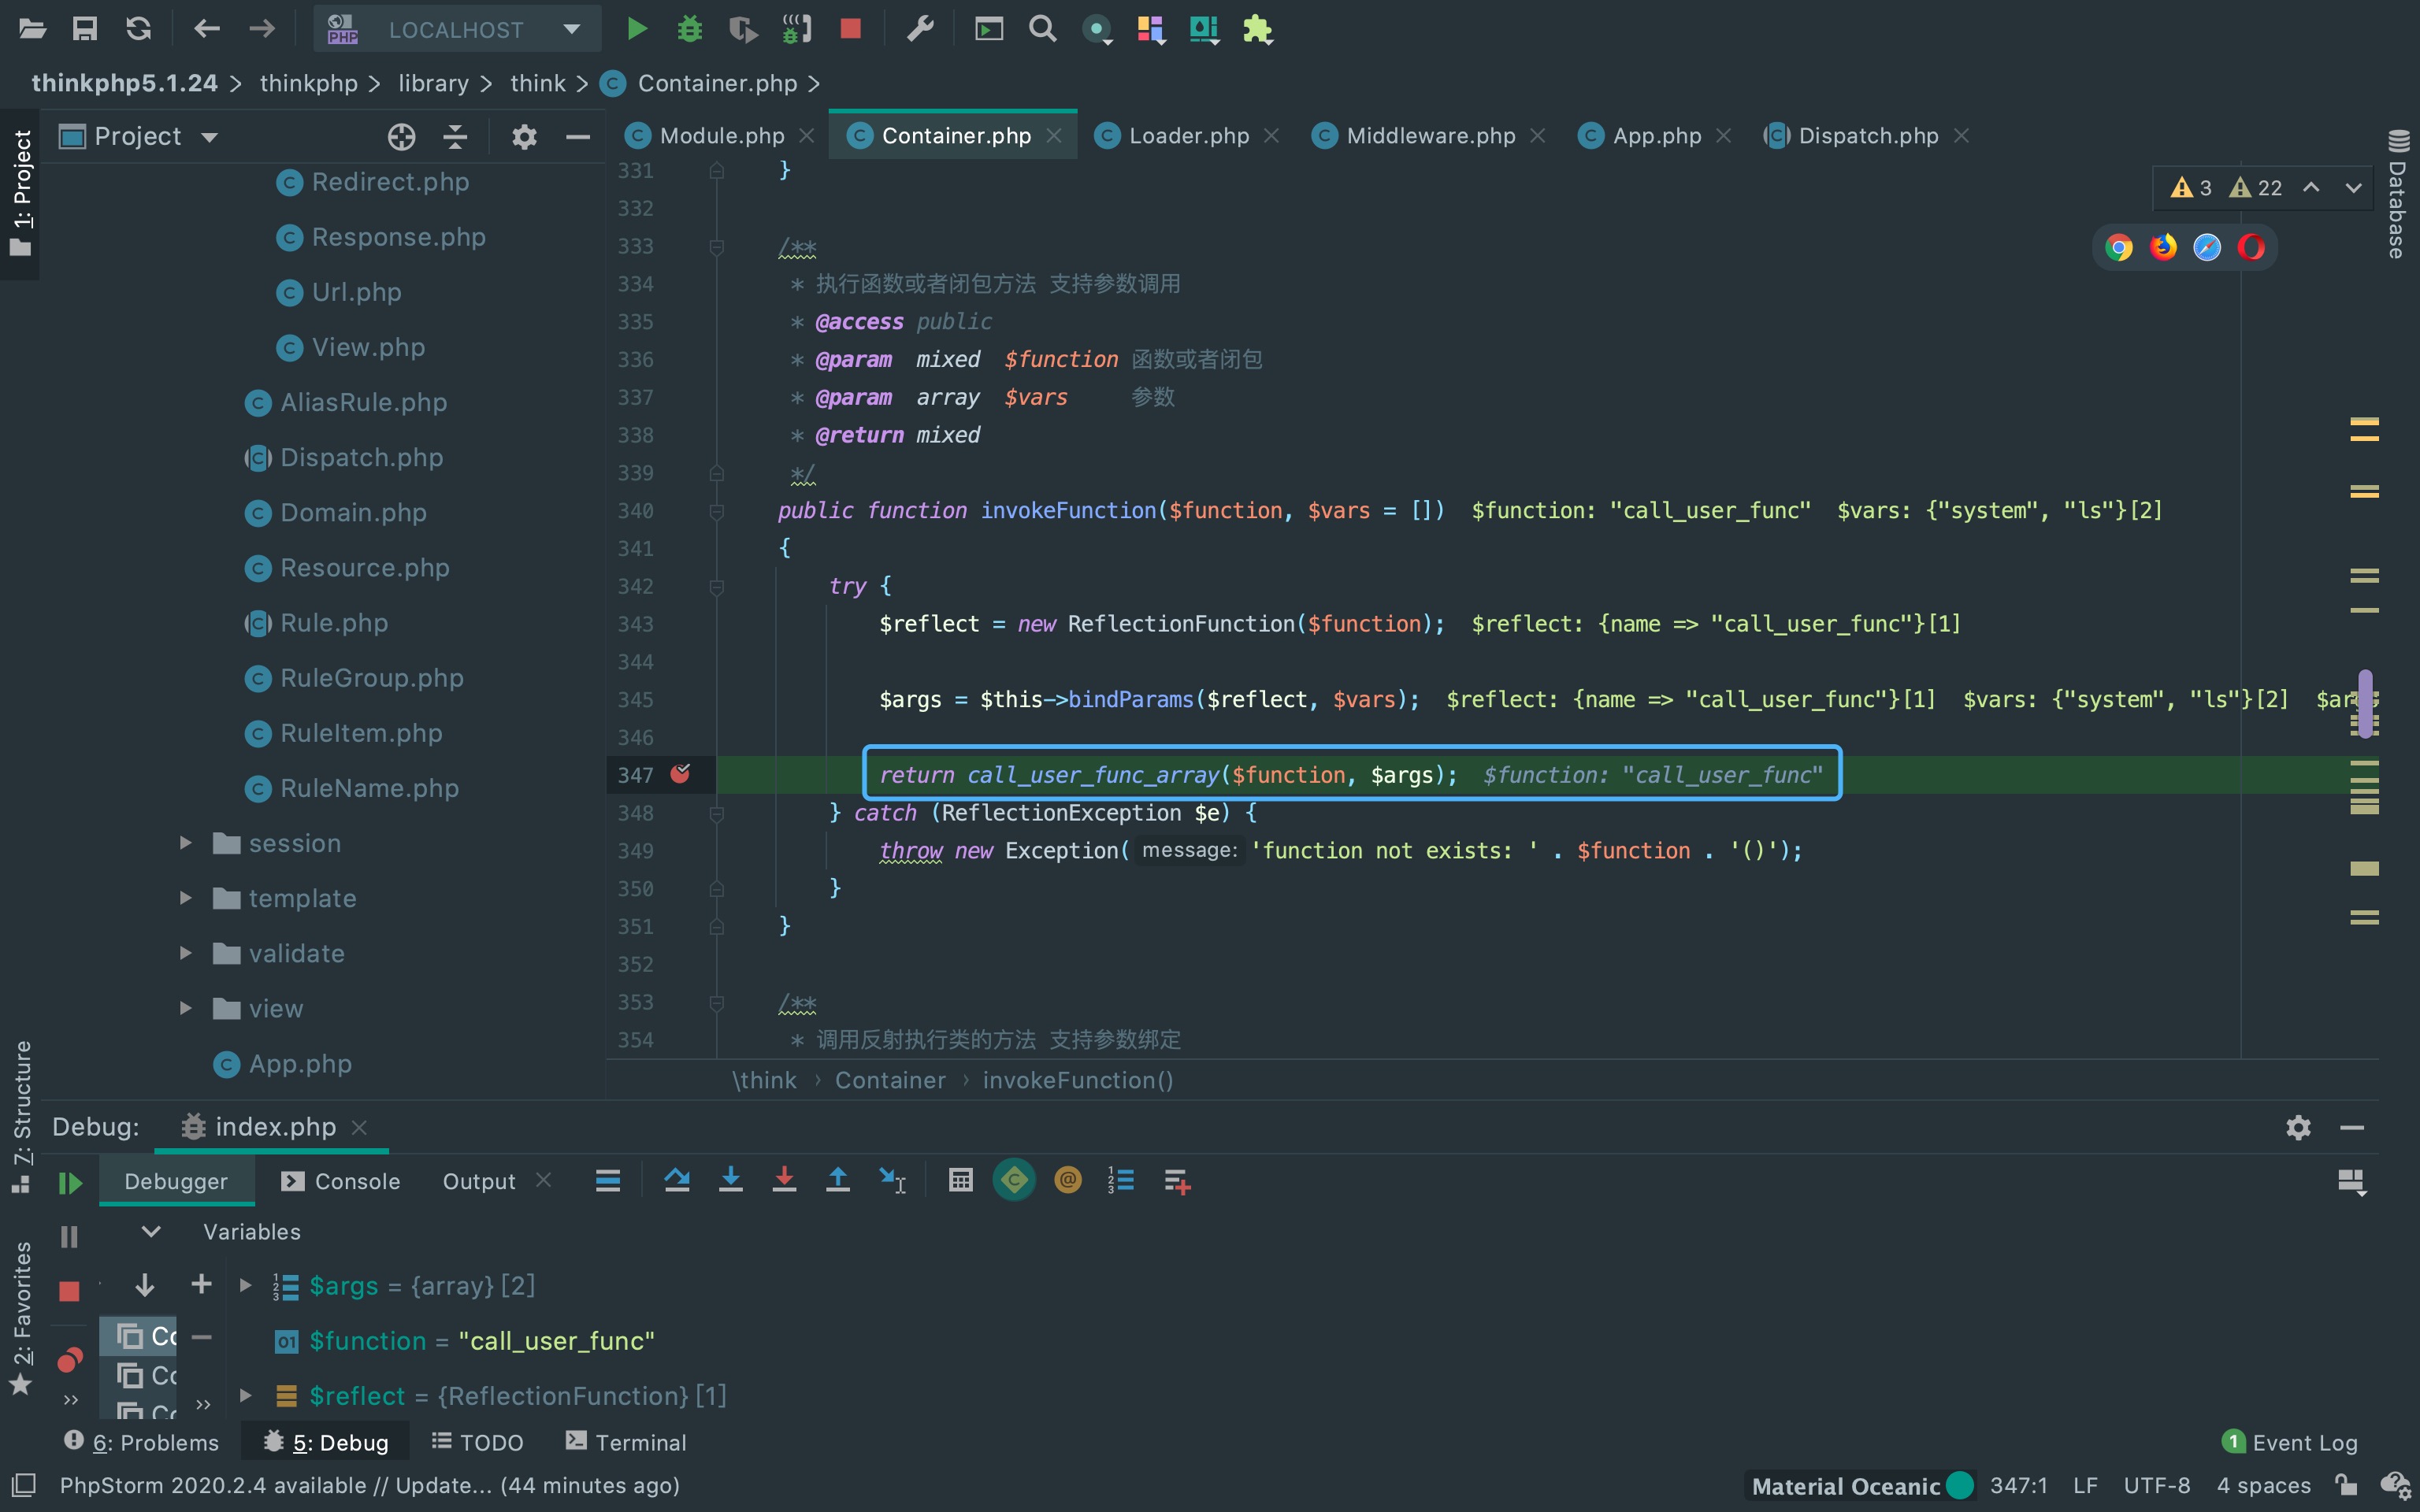 LOCALHOST
thinkphp5.1.24 > thinkphp > library > think > Container.php >
1: Project
Project
Redirect.php
Response.php
Url.php
View.php
AliasRule.php
Dispatch.php
Domain.php
Resource.php
Rule.php
RuleGroup.php
RuleItem.php
RuleName.php
session
template
validate
view
App.php
Module.php Container.php Loader.php Middleware.php App.php Dispatch.php
3 22
Database
331 }
332
333 /**
334 * 执行函数或者闭包方法 支持参数调用
335 * @access public
336 * @param mixed $function 函数或者闭包
337 * @param array $vars 参数
338 * @return mixed
339 */
340 public function invokeFunction($function, $vars = []) $function: "call_user_func" $vars: {"system", "ls"}[2]
341 {
342 try {
343 $reflect = new ReflectionFunction($function); $reflect: {name => "call_user_func"}[1]
344
345 $args = $this->bindParams($reflect, $vars); $reflect: {name => "call_user_func"}[1] $vars: {"system", "ls"}[2]
346
347 return call_user_func_array($function, $args); $function: "call_user_func"
348 } catch (ReflectionException $e) {
349 throw new Exception( message: 'function not exists: ' . $function . '()');
350 }
351 }
352
353 /**
354 * 调用反射执行类的方法 支持参数绑定
\think › Container › invokeFunction()
7: Structure
2: Favorites
Debug: index.php
Debugger Console Output
Variables
$args = {array} [2]
$function = "call_user_func"
$reflect = {ReflectionFunction} [1]
6: Problems 5: Debug TODO Terminal 1 Event Log
PhpStorm 2020.2.4 available // Update... (44 minutes ago) Material Oceanic 347:1 LF UTF-8 4 spaces